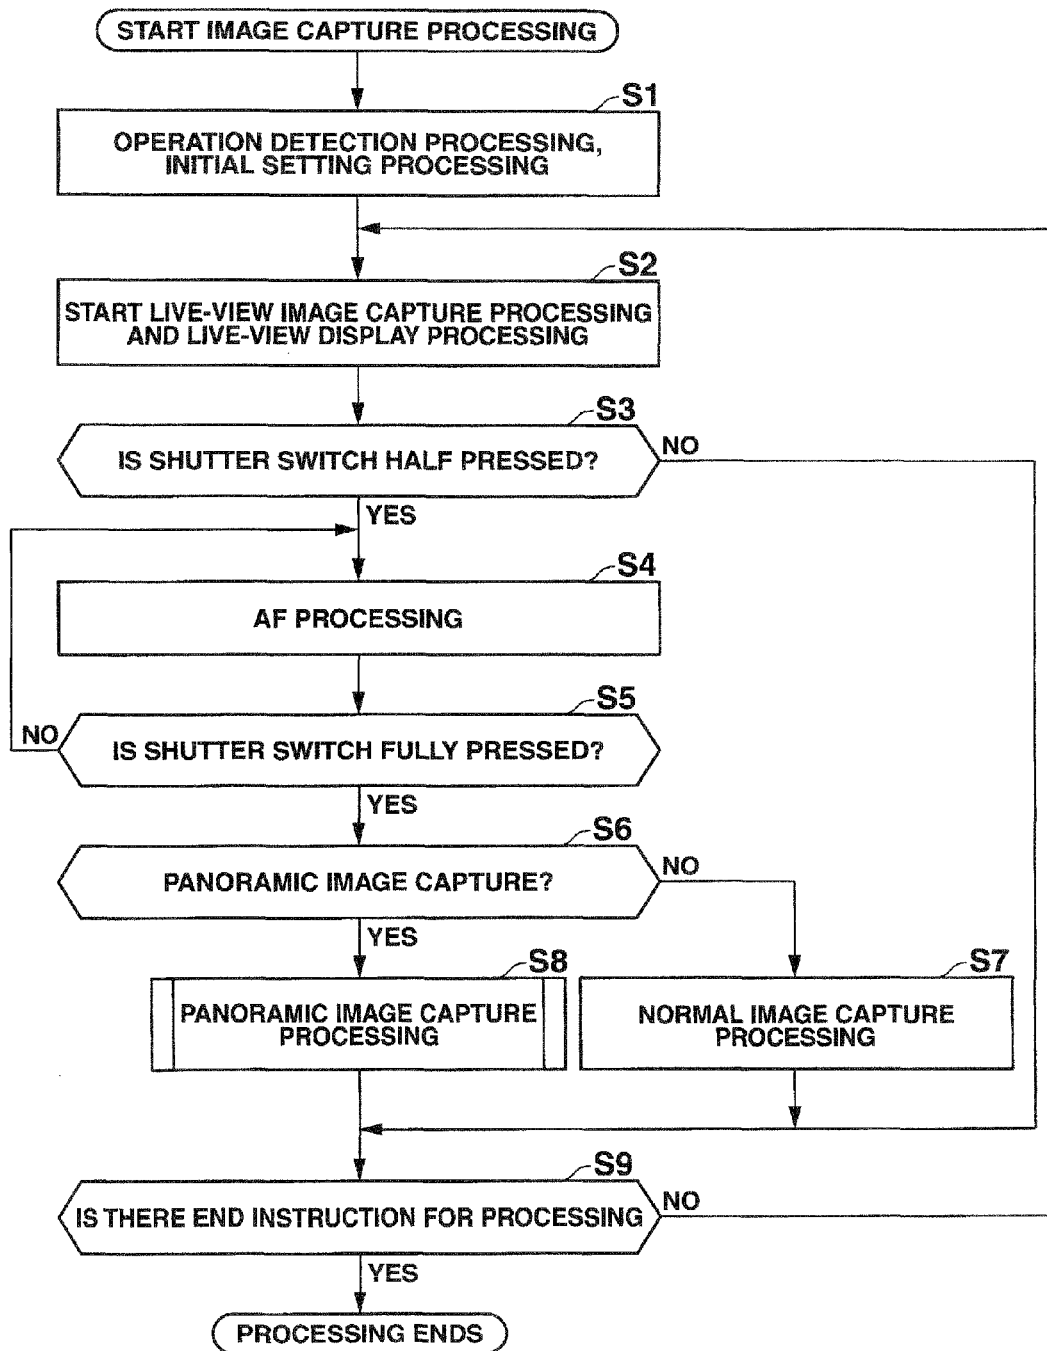 START IMAGE CAPTURE PROCESSING
S1
OPERATION DETECTION PROCESSING,
INITIAL SETTING PROCESSING
S2
START LIVE-VIEW IMAGE CAPTURE PROCESSING
AND LIVE-VIEW DISPLAY PROCESSING
S3
IS SHUTTER SWITCH HALF PRESSED?
NO
YES
S4
AF PROCESSING
S5
NO
IS SHUTTER SWITCH FULLY PRESSED?
YES
S6
PANORAMIC IMAGE CAPTURE?
NO
YES
S8
PANORAMIC IMAGE CAPTURE
PROCESSING
S7
NORMAL IMAGE CAPTURE
PROCESSING
S9
IS THERE END INSTRUCTION FOR PROCESSING
NO
YES
PROCESSING ENDS